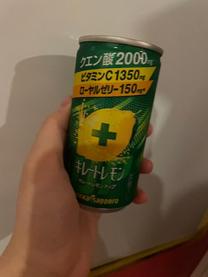 クエン酸2000mg
ビタミンC1350mg
ローヤルゼリー150mg
キレートレモン
pokka sapporo